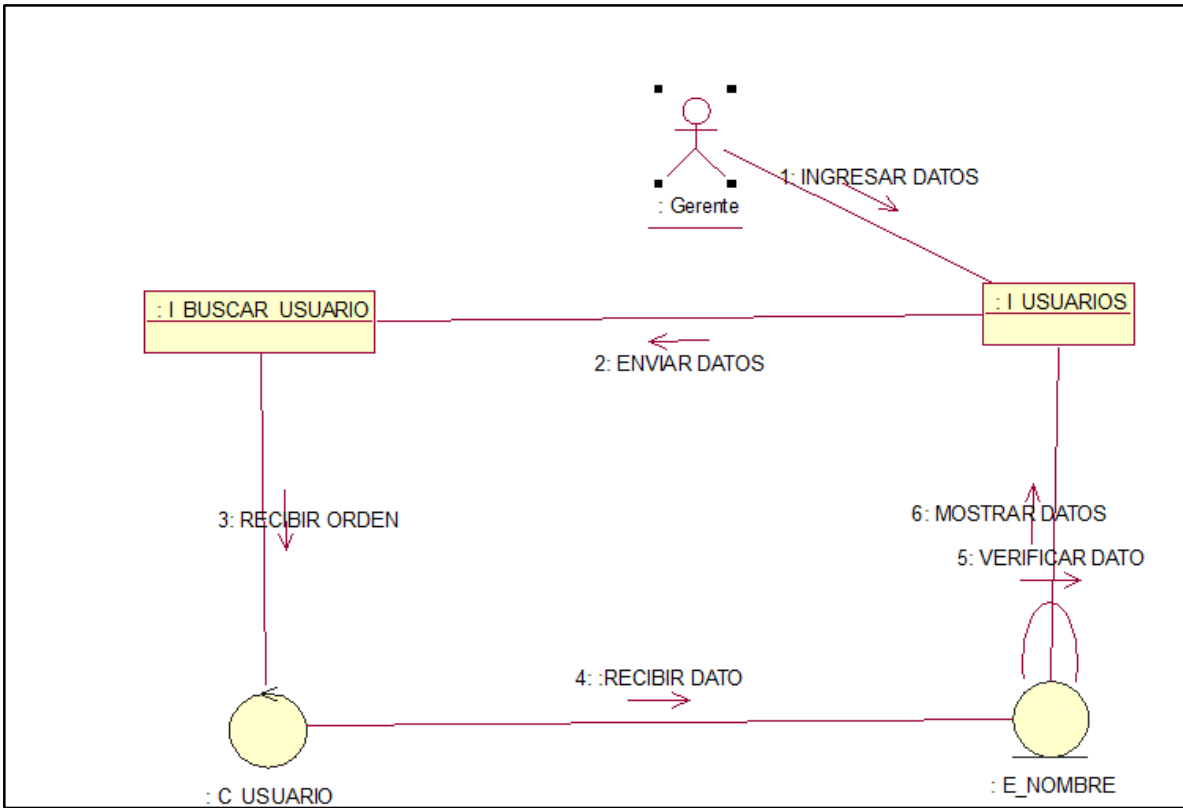 1: INGRESAR DATOS
: Gerente
: I_BUSCAR_USUARIO
: I_USUARIOS
2: ENVIAR DATOS
3: RECIBIR ORDEN
6: MOSTRAR DATOS
5: VERIFICAR DATO
4: :RECIBIR DATO
: C_USUARIO
: E_NOMBRE